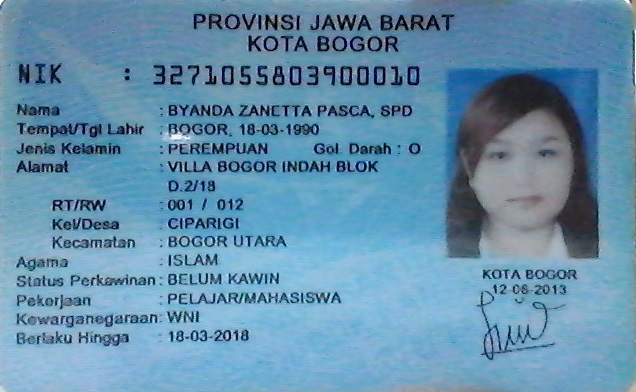 PROVINSI JAWA BARAT
KOTA BOGOR
NIK : 3271055803900010
Nama : BYANDA ZANETTA PASCA, SPD
Tempat/Tgl Lahir : BOGOR, 18-03-1990
Jenis Kelamin : PEREMPUAN Gol. Darah : O
Alamat : VILLA BOGOR INDAH BLOK
D.2/18
RT/RW : 001 / 012
Kel/Desa : CIPARIGI
Kecamatan : BOGOR UTARA
Agama : ISLAM
Status Perkawinan : BELUM KAWIN
Pekerjaan : PELAJAR/MAHASISWA
Kewarganegaraan: WNI
Berlaku Hingga : 18-03-2018
KOTA BOGOR
12-06-2013